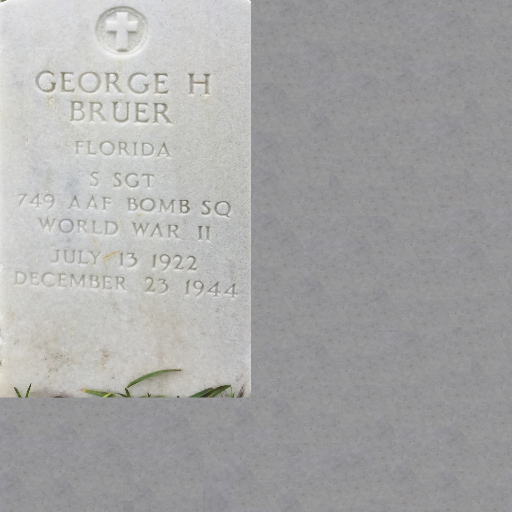 GEORGE H
BRUER
FLORIDA
S SGT
749 AAF BOMB SQ
WORLD WAR II
JULY 13 1922
DECEMBER 23 1944